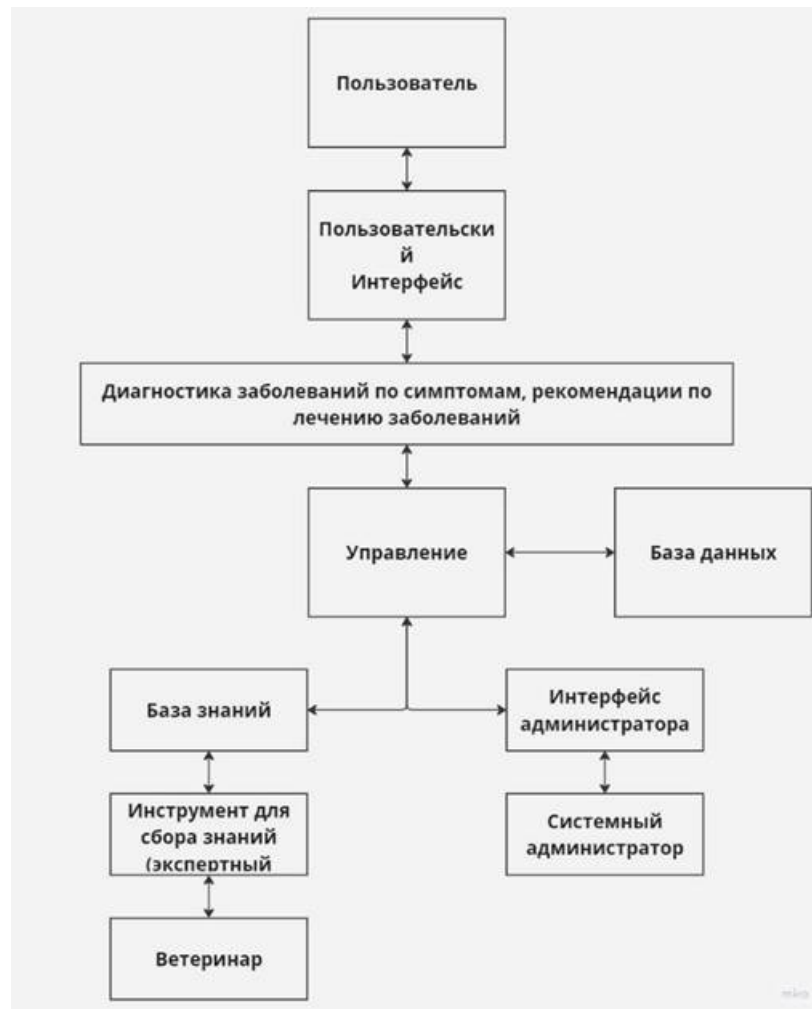 Пользователь
Пользовательски
й
Интерфейс
Диагностика заболеваний по симптомам, рекомендации по
лечению заболеваний
Управление
База данных
База знаний
Интерфейс
администратора
Инструмент для
сбора знаний
(экспертный
Системный
администратор
Ветеринар
miro